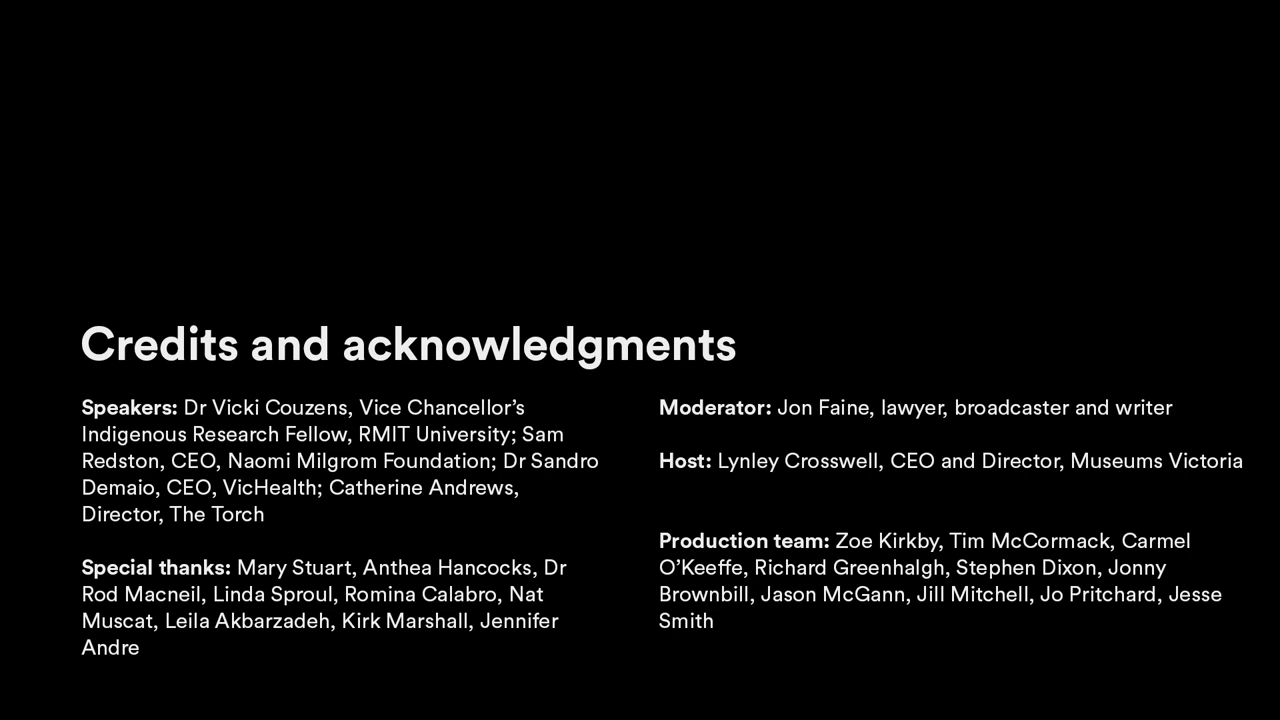 Credits and acknowledgments
Speakers: Dr Vicki Couzens, Vice Chancellor’s
Indigenous Research Fellow, RMIT University; Sam
Redston, CEO, Naomi Milgrom Foundation; Dr Sandro
Demaio, CEO, VicHealth; Catherine Andrews,
Director, The Torch
Special thanks: Mary Stuart, Anthea Hancocks, Dr
Rod Macneil, Linda Sproul, Romina Calabro, Nat
Muscat, Leila Akbarzadeh, Kirk Marshall, Jennifer
Andre
Moderator: Jon Faine, lawyer, broadcaster and writer
Host: Lynley Crosswell, CEO and Director, Museums Victoria
Production team: Zoe Kirkby, Tim McCormack, Carmel
O’Keeffe, Richard Greenhalgh, Stephen Dixon, Jonny
Brownbill, Jason McGann, Jill Mitchell, Jo Pritchard, Jesse
Smith